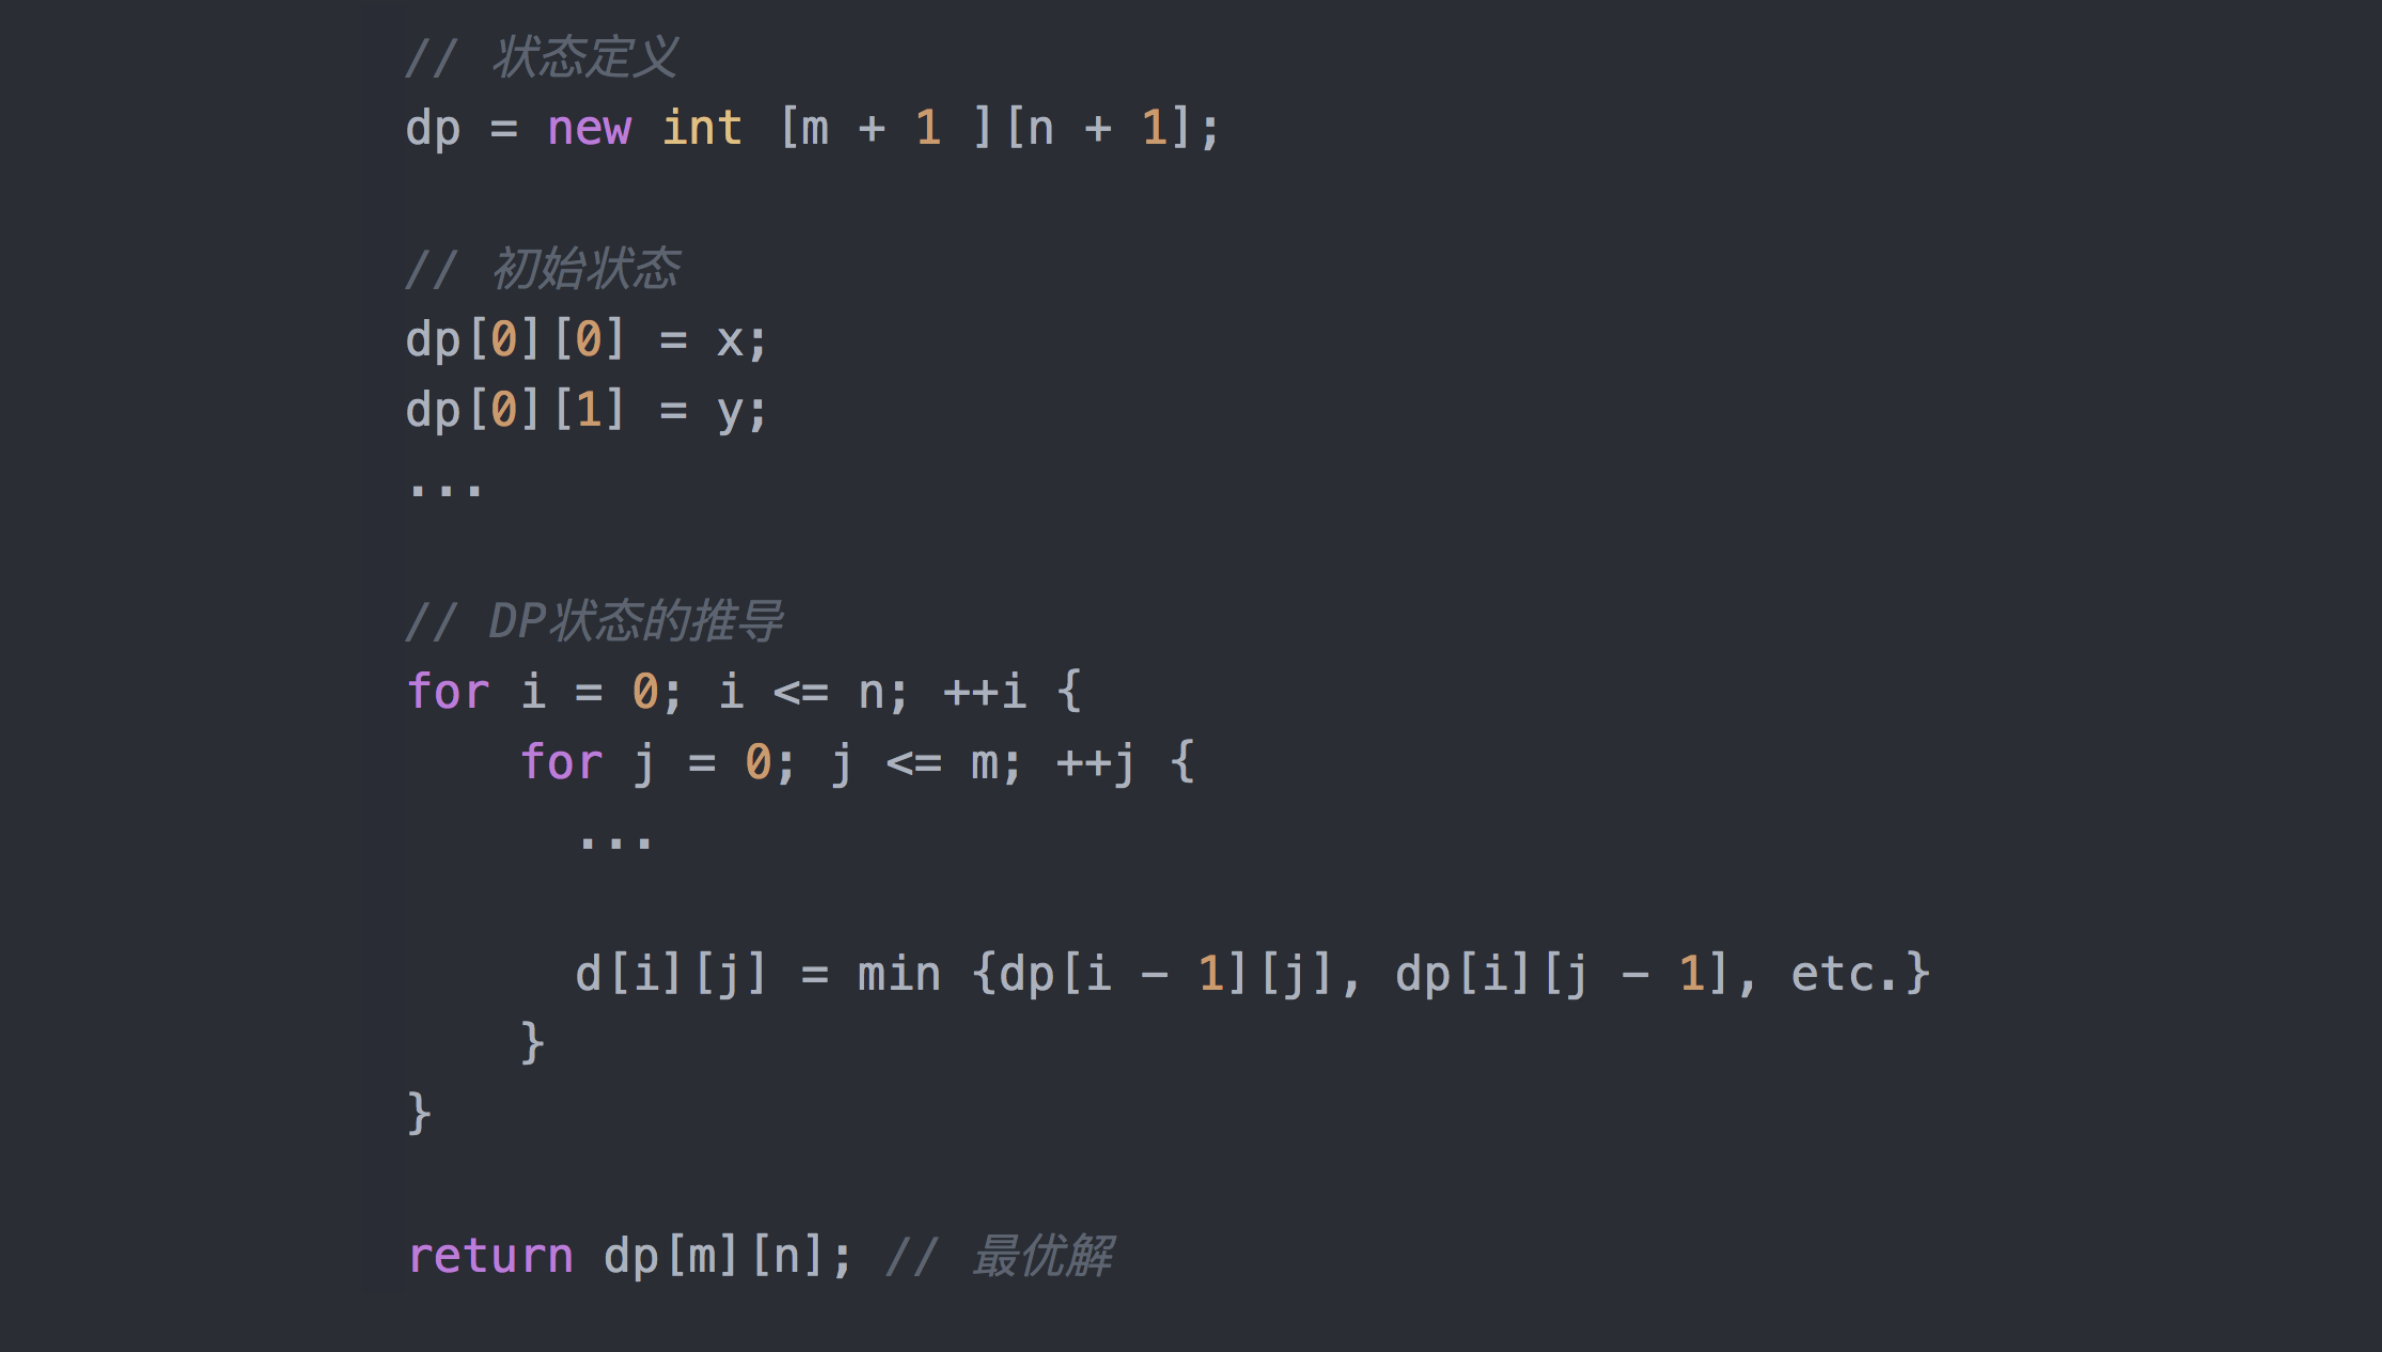 // 状态定义
dp = new int [m + 1 ][n + 1];
// 初始状态
dp[0][0] = x;
dp[0][1] = y;
...
// DP状态的推导
for i = 0; i <= n; ++i {
for j = 0; j <= m; ++j {
...
d[i][j] = min {dp[i − 1][j], dp[i][j − 1], etc.}
}
}
return dp[m][n]; // 最优解